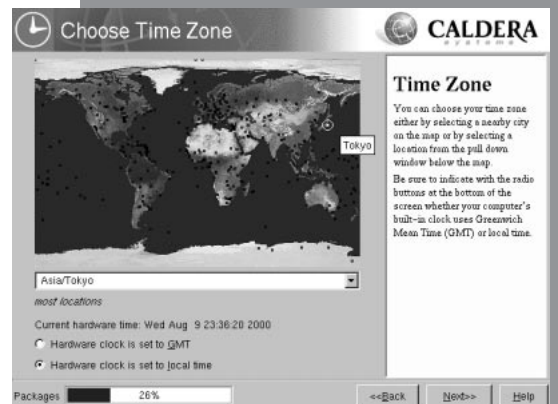 Choose Time Zone
CALDERA
systems
Tokyo
Asia/Tokyo
most locations
Current hardware time: Wed Aug 9 23:36:20 2000
Hardware clock is set to GMT
Hardware clock is set to local time
Time Zone
You can choose your time zone
either by selecting a nearby city
on the map or by selecting a
location from the pull down
window below the map.
Be sure to indicate with the radio
buttons at the bottom of the
screen whether your computer's
built-in clock uses Greenwich
Mean Time (GMT) or local time.
Packages
26%
<<Back
Next>>
Help